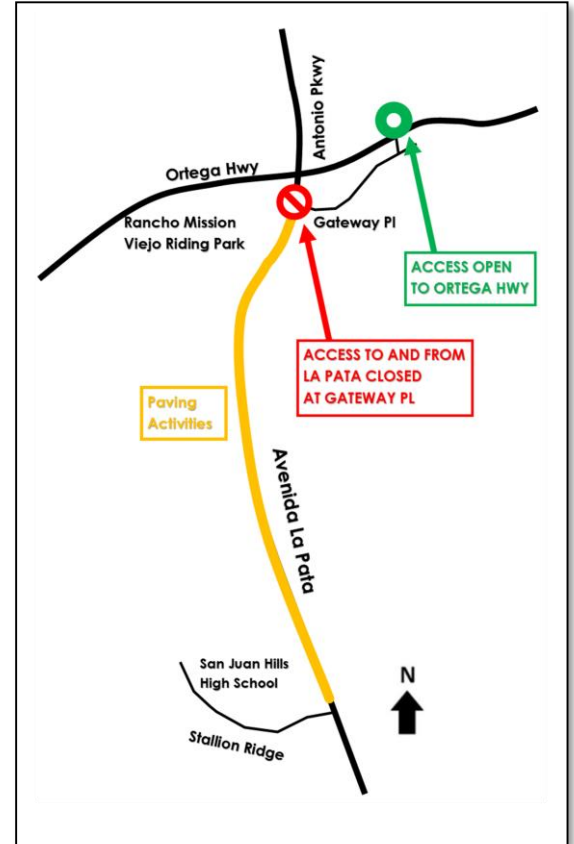 Antonio Pkwy
Ortega Hwy
Rancho Mission
Viejo Riding Park
Gateway Pl
ACCESS OPEN
TO ORTEGA HWY
ACCESS TO AND FROM
LA PATA CLOSED
AT GATEWAY PL
Paving
Activities
Avenida La Pata
San Juan Hills
High School
Stallion Ridge
N